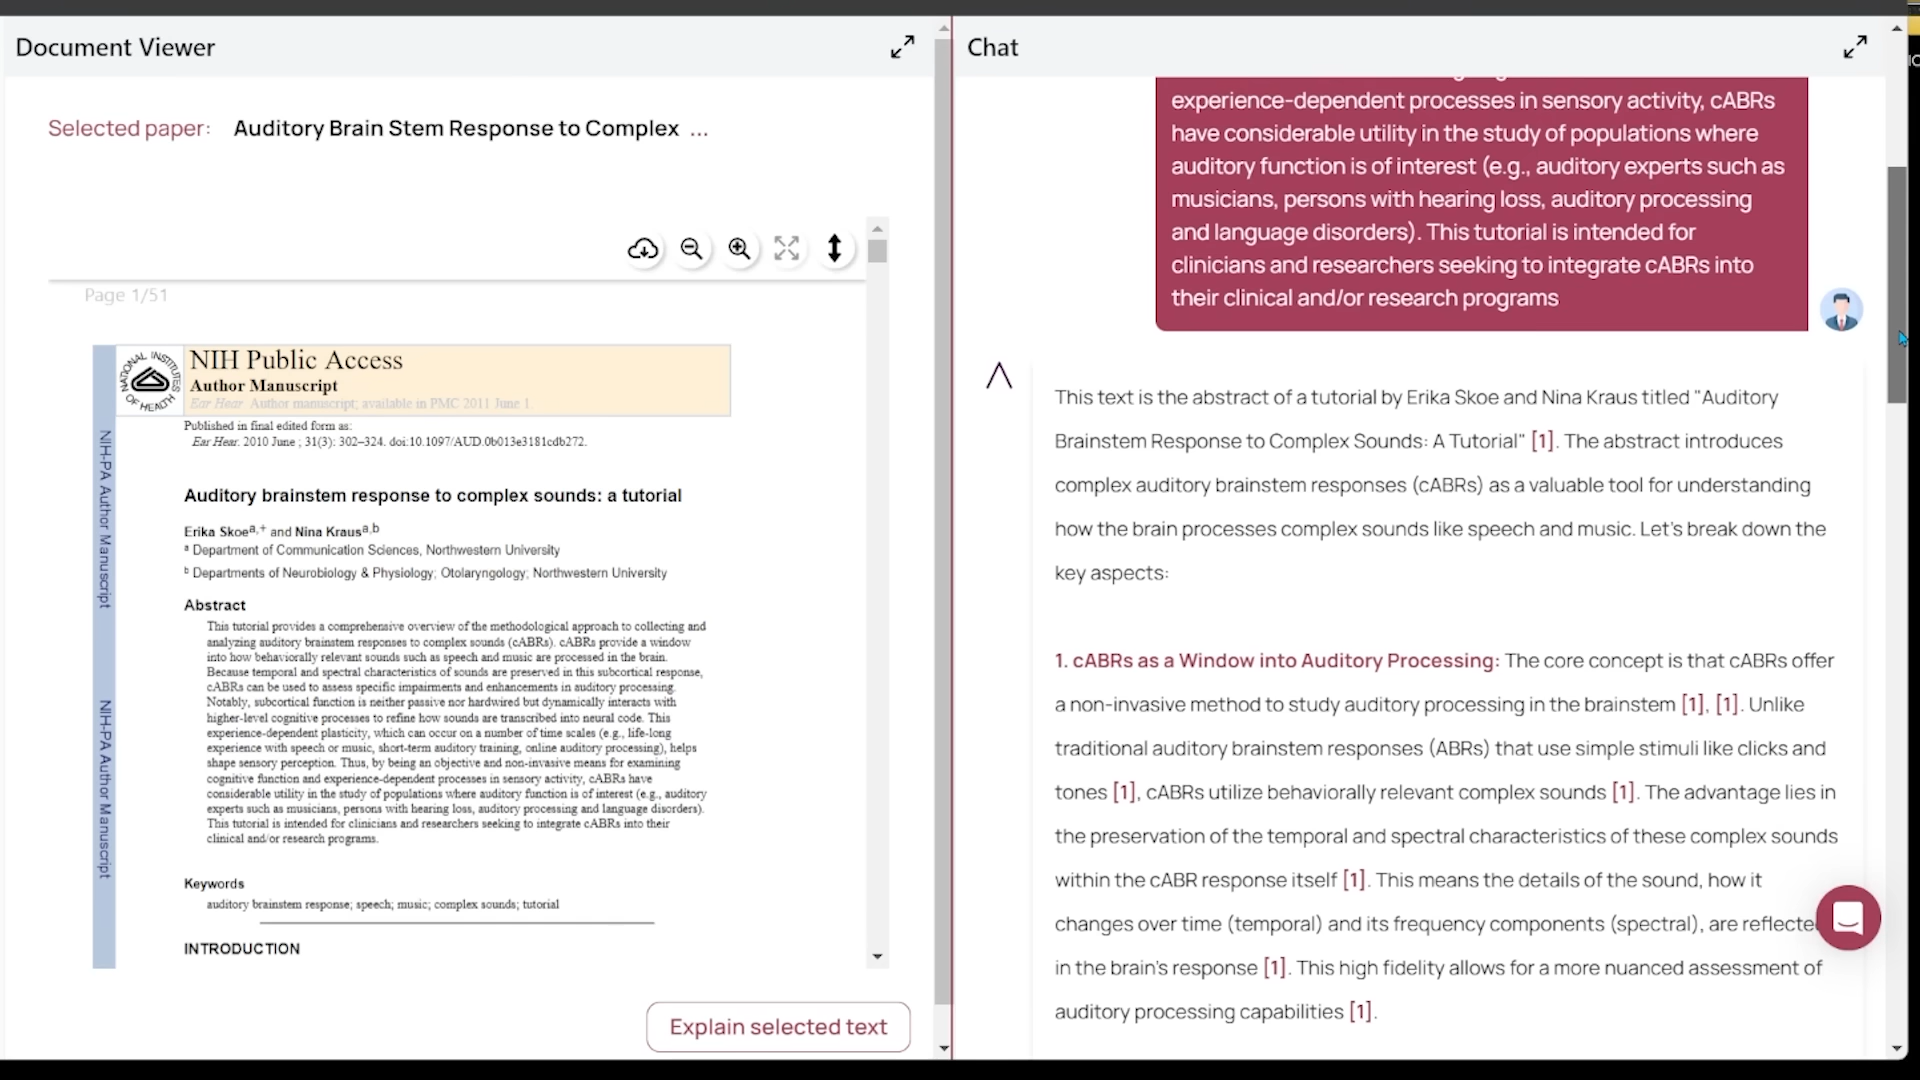 Document Viewer
Selected paper: Auditory Brain Stem Response to Complex ...
Page 1/51
NATIONAL INSTITUTES OF HEALTH
NIH Public Access
Author Manuscript
Ear Hear Author manuscript; available in PMC 2011 June 1
Published in final edited form as:
Ear Hear. 2010 June ; 31(3): 302–324. doi:10.1097/AUD.0b013e3181cdb272.
NIH-PA Author Manuscript
NIH-PA Author Manuscript
Auditory brainstem response to complex sounds: a tutorial
Erika Skoea,+ and Nina Krausa,b
a Department of Communication Sciences, Northwestern University
b Departments of Neurobiology & Physiology; Otolaryngology; Northwestern University
Abstract
This tutorial provides a comprehensive overview of the methodological approach to collecting and
analyzing auditory brainstem responses to complex sounds (cABRs). cABRs provide a window
into how behaviorally relevant sounds such as speech and music are processed in the brain.
Because temporal and spectral characteristics of sounds are preserved in this subcortical response,
cABRs can be used to assess specific impairments and enhancements in auditory processing.
Notably, subcortical function is neither passive nor hardwired but dynamically interacts with
higher-level cognitive processes to refine how sounds are transcribed into neural code. This
experience-dependent plasticity, which can occur on a number of time scales (e.g., life-long
experience with speech or music, short-term auditory training, online auditory processing), helps
shape sensory perception. Thus, by being an objective and non-invasive means for examining
cognitive function and experience-dependent processes in sensory activity, cABRs have
considerable utility in the study of populations where auditory function is of interest (e.g., auditory
experts such as musicians, persons with hearing loss, auditory processing and language disorders).
This tutorial is intended for clinicians and researchers seeking to integrate cABRs into their
clinical and/or research programs.
Keywords
auditory brainstem response; speech; music; complex sounds; tutorial
INTRODUCTION
Explain selected text
Chat
experience-dependent processes in sensory activity, cABRs
have considerable utility in the study of populations where
auditory function is of interest (e.g., auditory experts such as
musicians, persons with hearing loss, auditory processing
and language disorders). This tutorial is intended for
clinicians and researchers seeking to integrate cABRs into
their clinical and/or research programs
This text is the abstract of a tutorial by Erika Skoe and Nina Kraus titled "Auditory
Brainstem Response to Complex Sounds: A Tutorial" [1]. The abstract introduces
complex auditory brainstem responses (cABRs) as a valuable tool for understanding
how the brain processes complex sounds like speech and music. Let's break down the
key aspects:
1. cABRs as a Window into Auditory Processing: The core concept is that cABRs offer
a non-invasive method to study auditory processing in the brainstem [1], [1]. Unlike
traditional auditory brainstem responses (ABRs) that use simple stimuli like clicks and
tones [1], cABRs utilize behaviorally relevant complex sounds [1]. The advantage lies in
the preservation of the temporal and spectral characteristics of these complex sounds
within the cABR response itself [1]. This means the details of the sound, how it
changes over time (temporal) and its frequency components (spectral), are reflecte
in the brain's response [1]. This high fidelity allows for a more nuanced assessment of
auditory processing capabilities [1].